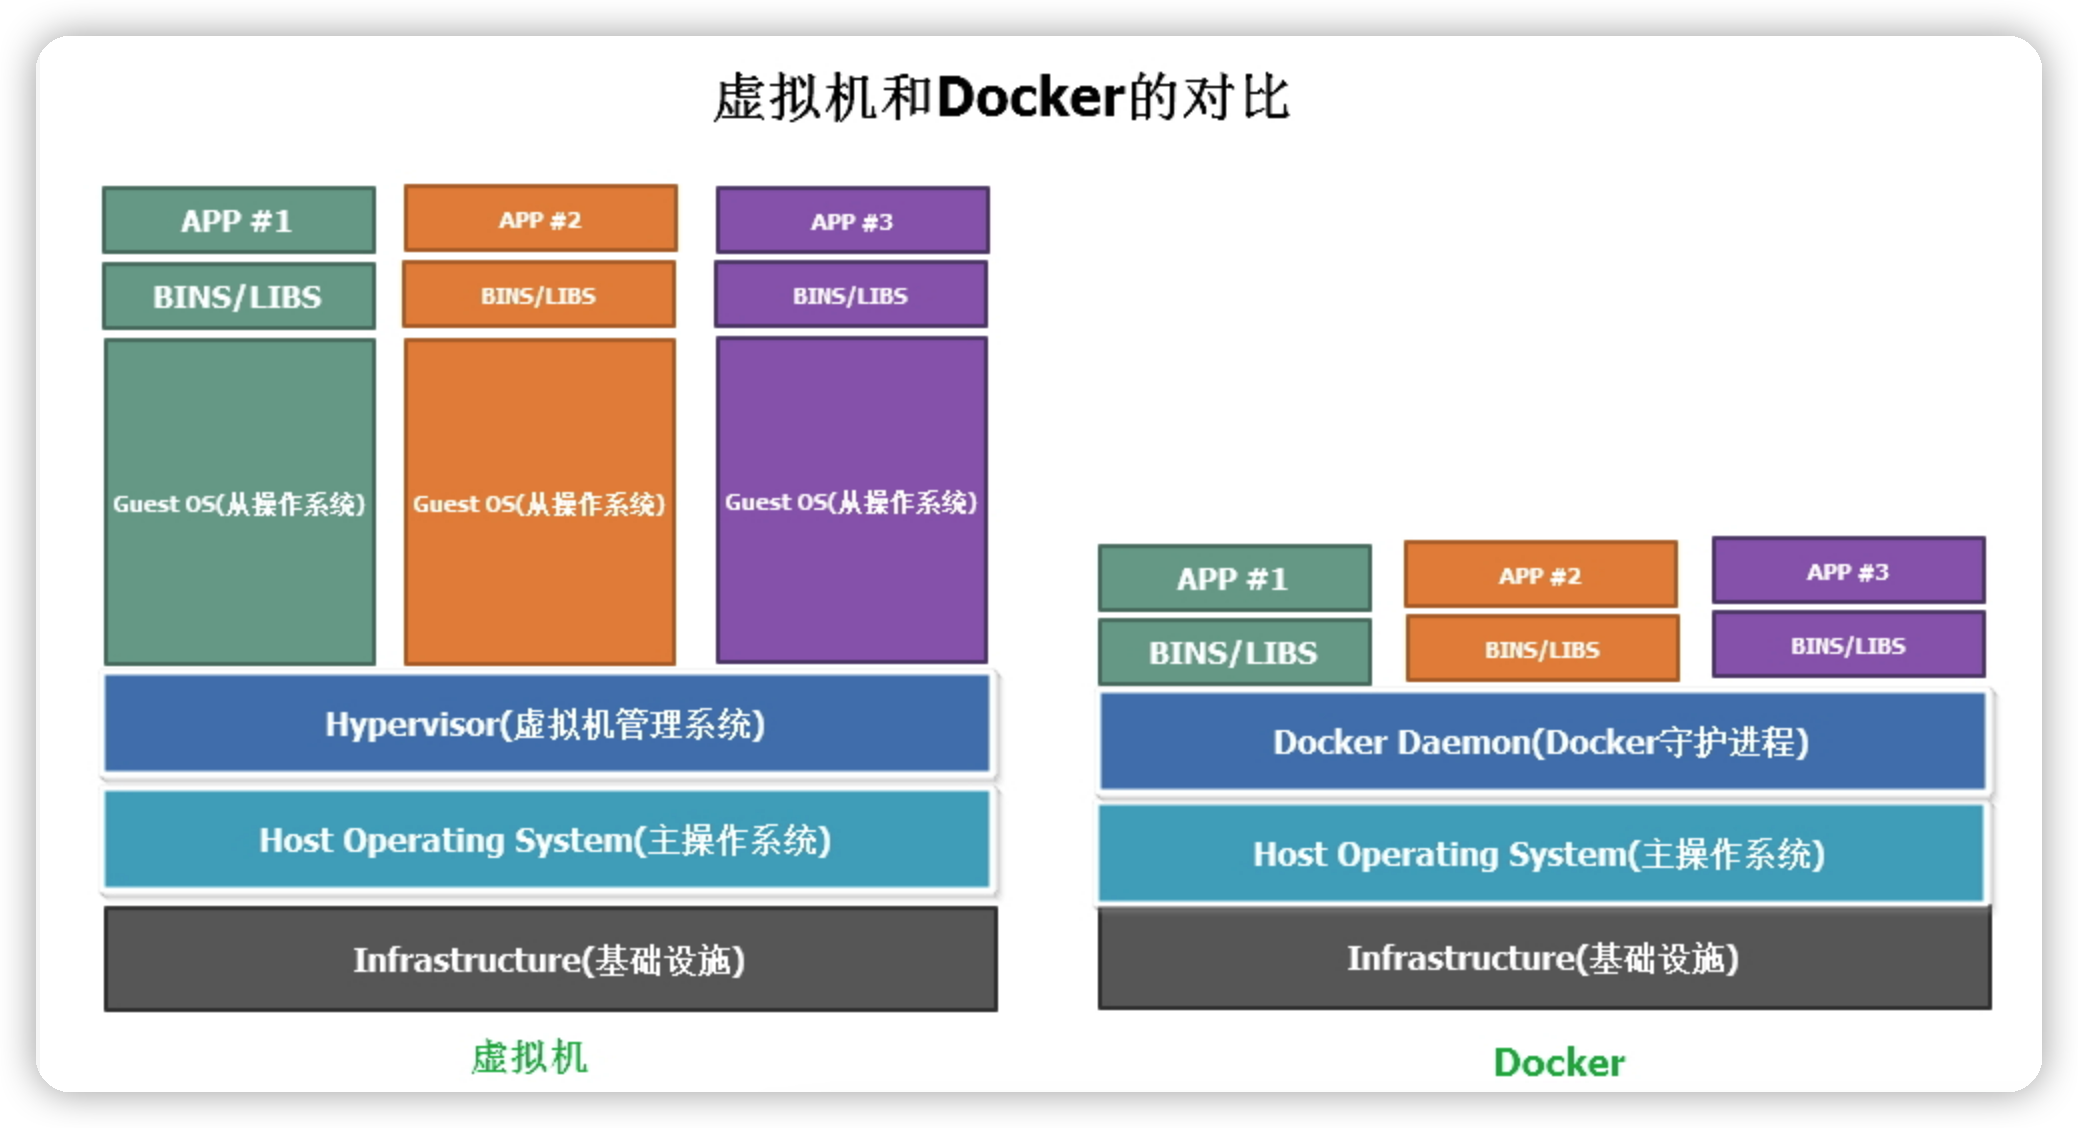 虚拟机和Docker的对比
APP #1
APP #2
APP #3
BINS/LIBS
BINS/LIBS
BINS/LIBS
Guest OS(从操作系统)
Guest OS(从操作系统)
Guest OS(从操作系统)
Hypervisor(虚拟机管理系统)
Host Operating System(主操作系统)
Infrastructure(基础设施)
虚拟机
APP #1
APP #2
APP #3
BINS/LIBS
BINS/LIBS
BINS/LIBS
Docker Daemon(Docker守护进程)
Host Operating System(主操作系统)
Infrastructure(基础设施)
Docker